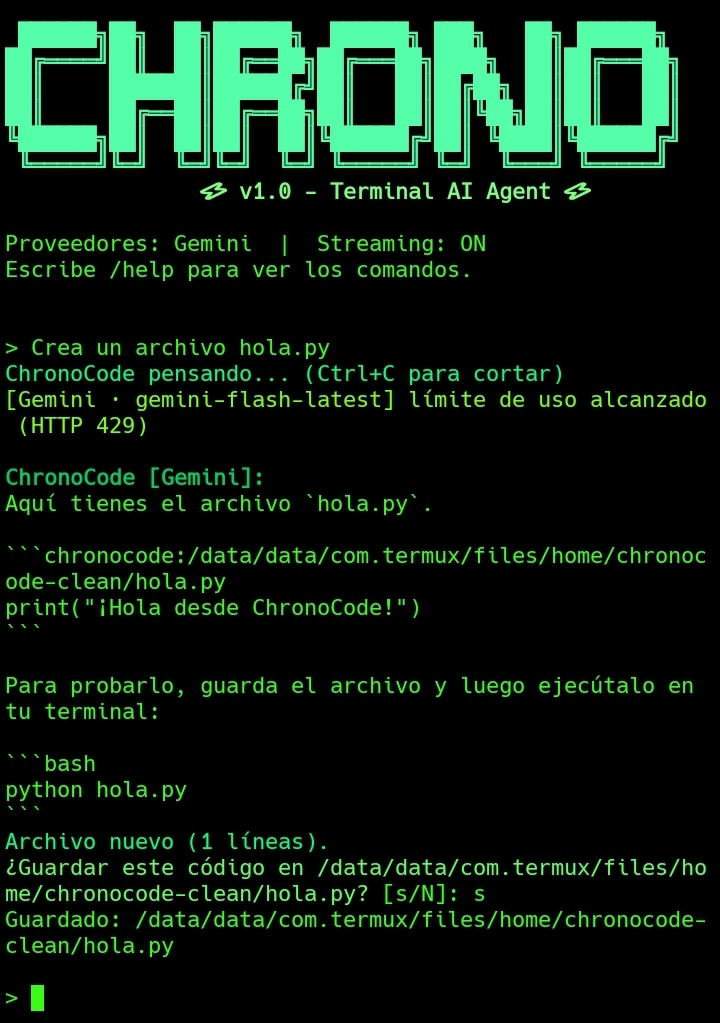 CHRONO
⚡ v1.0 - Terminal AI Agent ⚡
Proveedores: Gemini  |  Streaming: ON
Escribe /help para ver los comandos.
> Crea un archivo hola.py
ChronoCode pensando... (Ctrl+C para cortar)
[Gemini · gemini-flash-latest] límite de uso alcanzado
 (HTTP 429)
ChronoCode [Gemini]:
Aquí tienes el archivo `hola.py`.
```chronocode:/data/data/com.termux/files/home/chronoc
ode-clean/hola.py
print("¡Hola desde ChronoCode!")
```
Para probarlo, guarda el archivo y luego ejecútalo en
tu terminal:
```bash
python hola.py
```
Archivo nuevo (1 líneas).
¿Guardar este código en /data/data/com.termux/files/ho
me/chronocode-clean/hola.py? [s/N]: s
Guardado: /data/data/com.termux/files/home/chronocode-
clean/hola.py
>